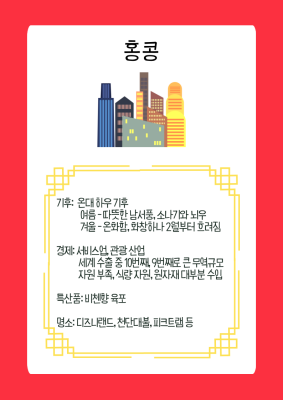 홍콩
기후: 온대 하우 기후
여름 - 따뜻한 남서풍, 소나기와 뇌우
겨울 - 온화함, 화창하나 2월부터 흐려짐
경제: 서비스업, 관광 산업
세계 수출 중 10번째, 9번째로 큰 무역규모
자원 부족, 식량 자원, 원자재 대부분 수입
특산품: 비천향 육포
명소: 디즈니랜드, 천단대불, 피크트램 등